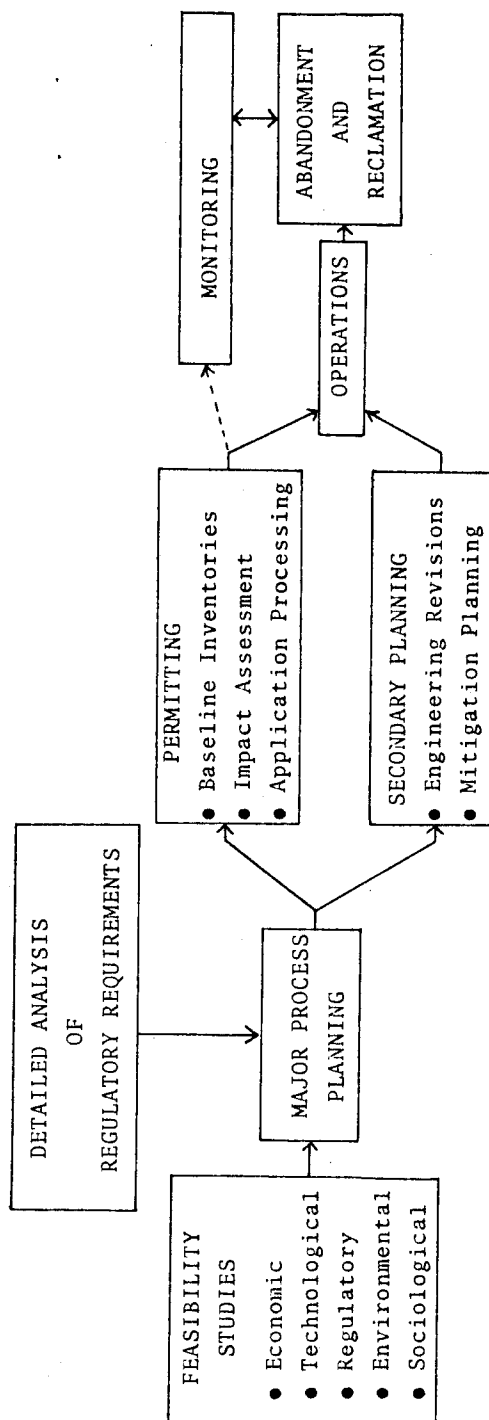 DETAILED ANALYSIS
OF
REGULATORY REQUIREMENTS
FEASIBILITY
STUDIES
● Economic
● Technological
● Regulatory
● Environmental
● Sociological
MAJOR PROCESS
PLANNING
PERMITTING
● Baseline Inventories
● Impact Assessment
● Application Processing
SECONDARY PLANNING
● Engineering Revisions
● Mitigation Planning
MONITORING
OPERATIONS
ABANDONMENT
AND
RECLAMATION